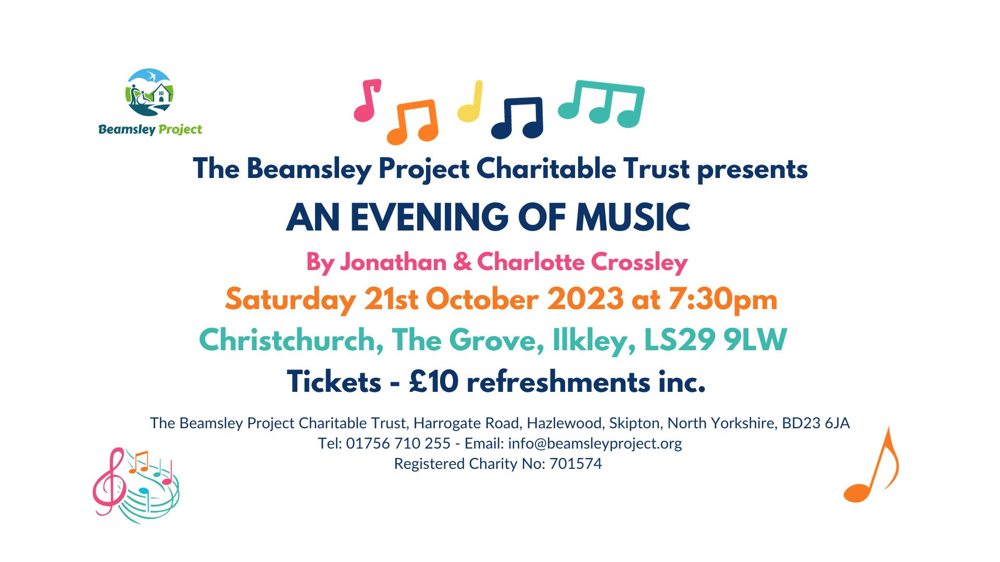 Beamsley Project
The Beamsley Project Charitable Trust presents
AN EVENING OF MUSIC
By Jonathan & Charlotte Crossley
Saturday 21st October 2023 at 7:30pm
Christchurch, The Grove, Ilkley, LS29 9LW
Tickets - £10 refreshments inc.
The Beamsley Project Charitable Trust, Harrogate Road, Hazlewood, Skipton, North Yorkshire, BD23 6JA
Tel: 01756 710 255 - Email: info@beamsleyproject.org
Registered Charity No: 701574